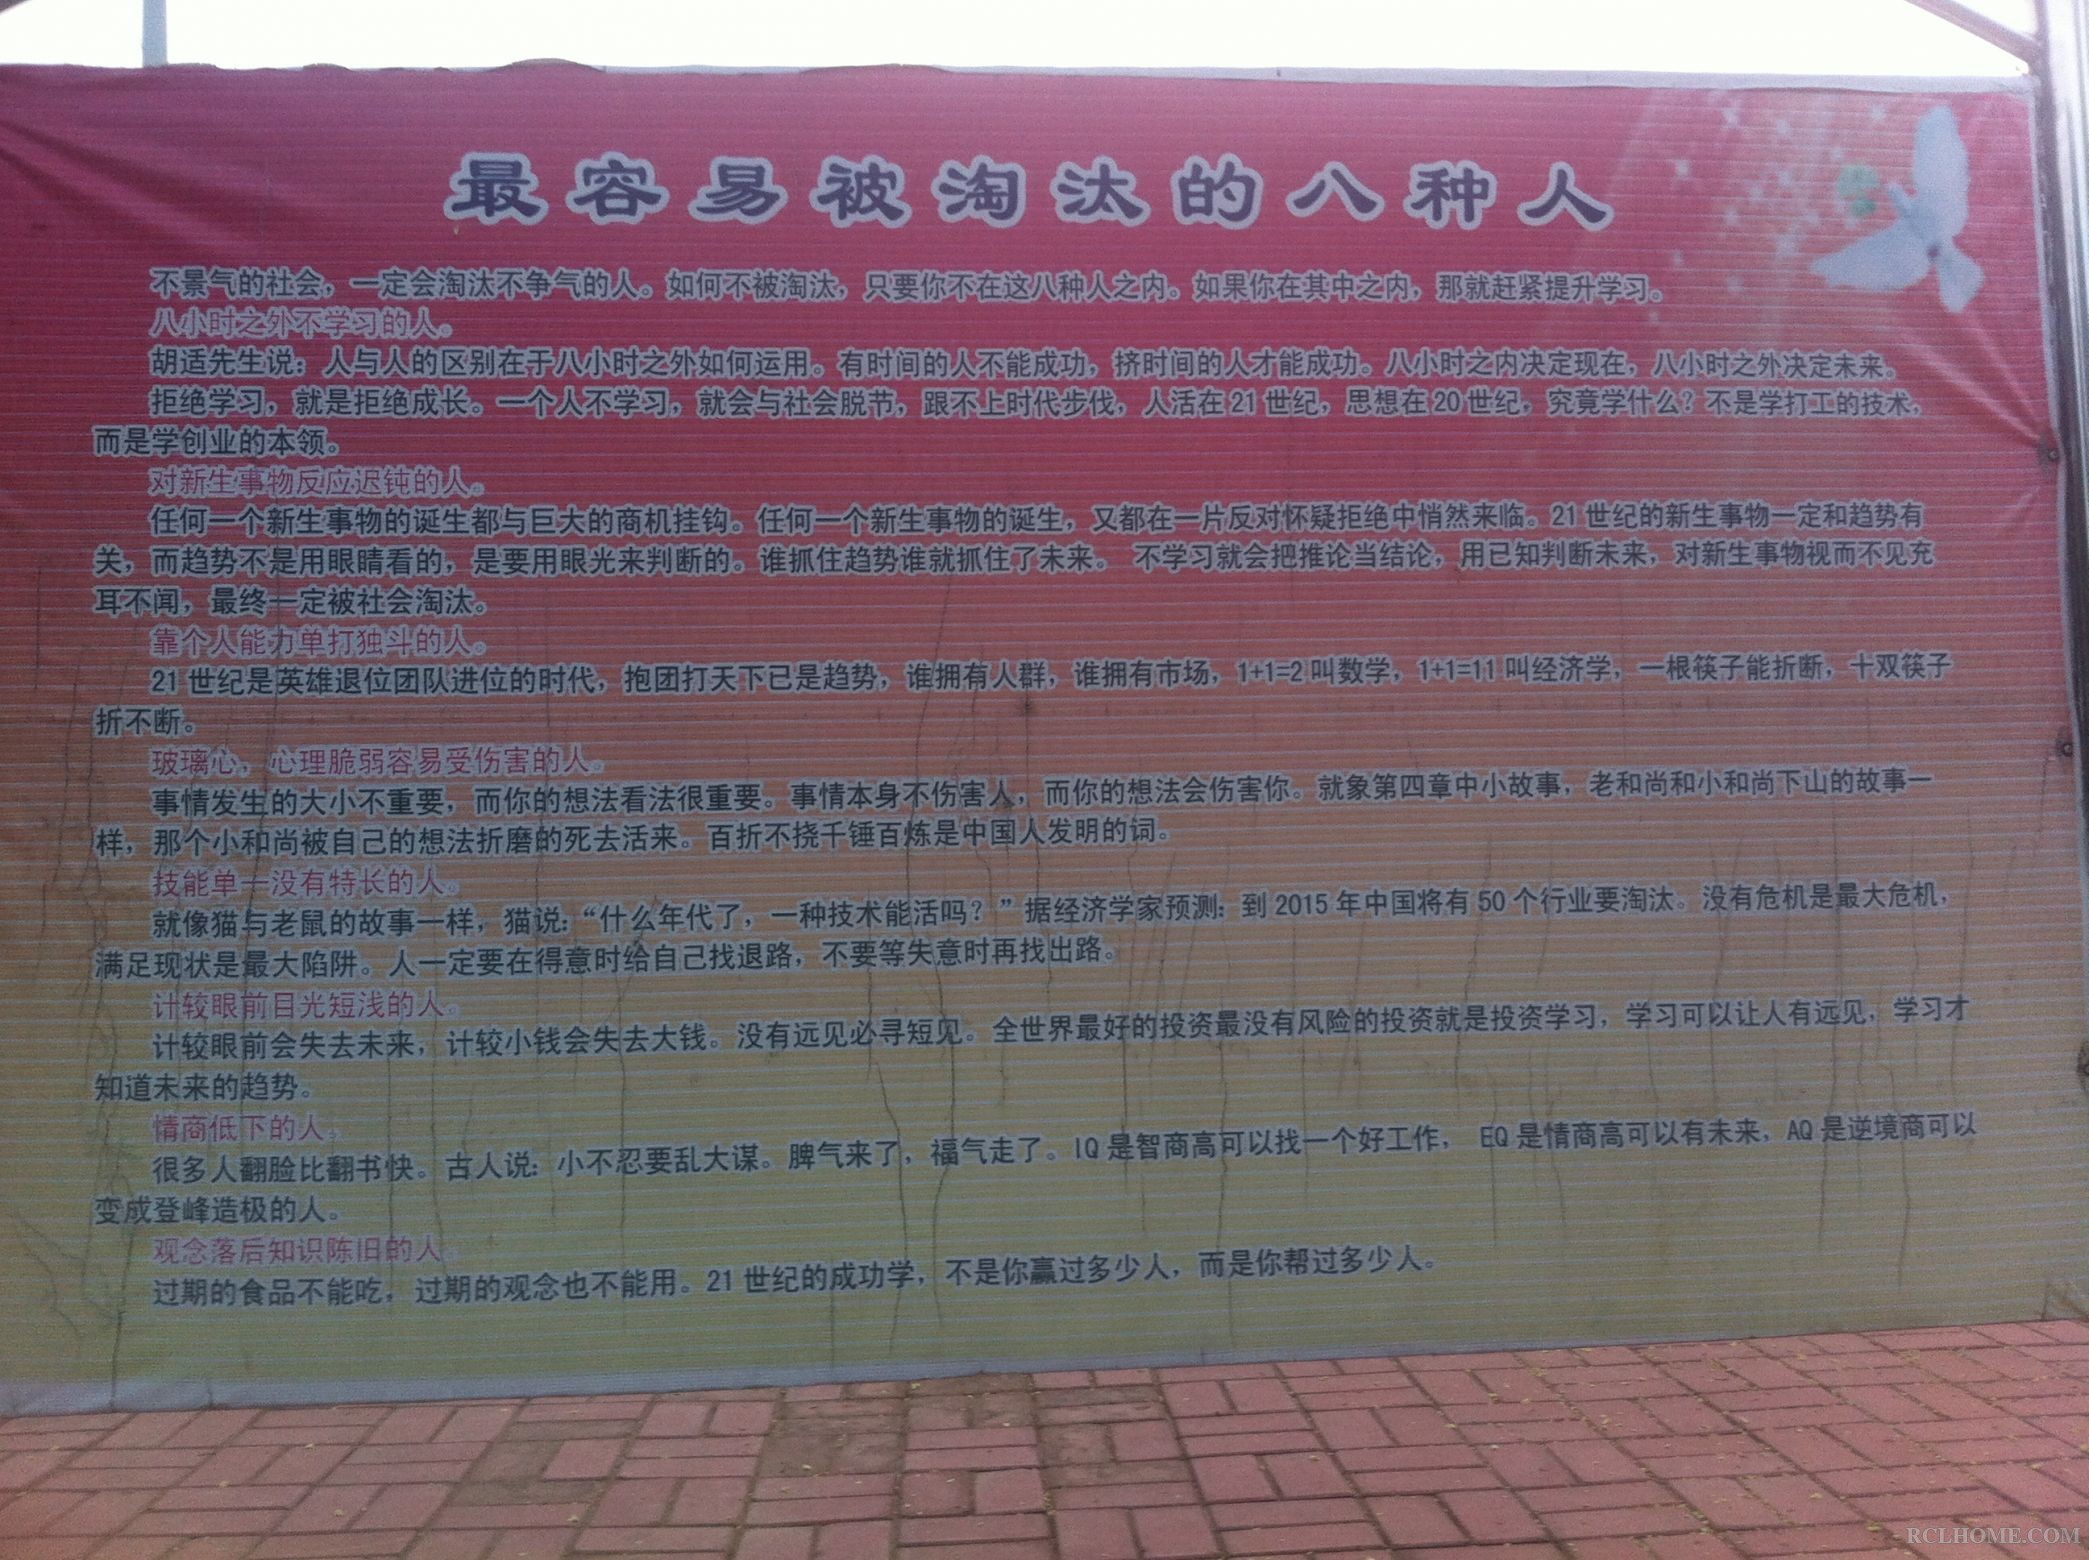 最容易被淘汰的八种人
不景气的社会，一定会淘汰不争气的人。如何不被淘汰，只要你不在这八种人之内。如果你在其中之内，那就赶紧提升学习。
八小时之外不学习的人。
胡适先生说：人与人的区别在于八小时之外如何运用。有时间的人不能成功，挤时间的人才能成功。八小时之内决定现在，八小时之外决定未来。
拒绝学习，就是拒绝成长。一个人不学习，就会与社会脱节，跟不上时代步伐，人活在21世纪，思想在20世纪，究竟学什么？不是学打工的技术，
而是学创业的本领。
对新生事物反应迟钝的人。
任何一个新生事物的诞生都与巨大的商机挂钩。任何一个新生事物的诞生，又都在一片反对怀疑拒绝中悄然来临。21世纪的新生事物一定和趋势有
关，而趋势不是用眼睛看的，是要用眼光来判断的。谁抓住趋势谁就抓住了未来。 不学习就会把推论当结论，用已知判断未来，对新生事物视而不见充
耳不闻，最终一定被社会淘汰。
靠个人能力单打独斗的人。
21世纪是英雄退位团队进位的时代，抱团打天下已是趋势，谁拥有人群，谁拥有市场，1+1=2叫数学，1+1=11叫经济学，一根筷子能折断，十双筷子
折不断。
玻璃心，心理脆弱容易受伤害的人。
事情发生的大小不重要，而你的想法看法很重要。事情本身不伤害人，而你的想法会伤害你。就象第四章中小故事，老和尚和小和尚下山的故事一
样，那个小和尚被自己的想法折磨的死去活来。百折不挠千锤百炼是中国人发明的词。
技能单一没有特长的人。
就像猫与老鼠的故事一样，猫说：“什么年代了，一种技术能活吗？”据经济学家预测：到2015年中国将有50个行业要淘汰。没有危机是最大危机，
满足现状是最大陷阱。人一定要在得意时给自己找退路，不要等失意时再找出路。
计较眼前目光短浅的人。
计较眼前会失去未来，计较小钱会失去大钱。没有远见必寻短见。全世界最好的投资最没有风险的投资就是投资学习，学习可以让人有远见，学习才
知道未来的趋势。
情商低下的人。
很多人翻脸比翻书快。古人说：小不忍要乱大谋。脾气来了，福气走了。IQ是智商高可以找一个好工作， EQ是情商高可以有未来，AQ是逆境商可以
变成登峰造极的人。
观念落后知识陈旧的人。
过期的食品不能吃，过期的观念也不能用。21世纪的成功学，不是你赢过多少人，而是你帮过多少人。
RCLHOME.COM